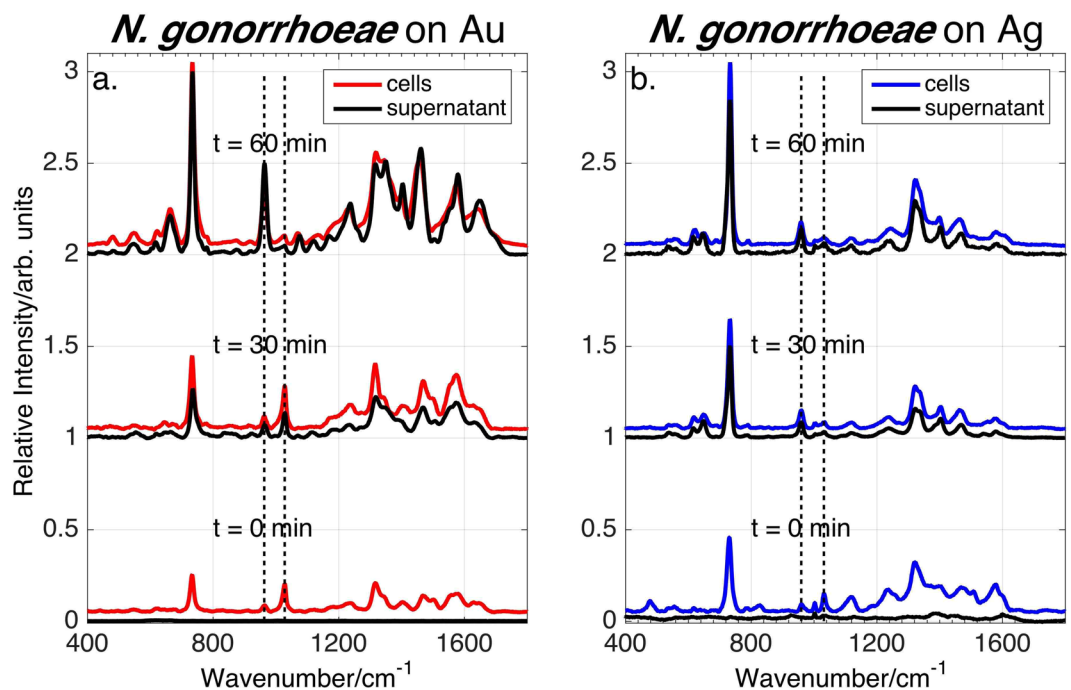 N. gonorrhoeae on Au
a.
cells
supernatant
t = 60 min
t = 30 min
t = 0 min
3
2.5
2
1.5
1
0.5
0
Relative Intensity/arb. units
400 800 1200 1600
Wavenumber/cm⁻¹
N. gonorrhoeae on Ag
b.
cells
supernatant
t = 60 min
t = 30 min
t = 0 min
3
2.5
2
1.5
1
0.5
0
400 800 1200 1600
Wavenumber/cm⁻¹